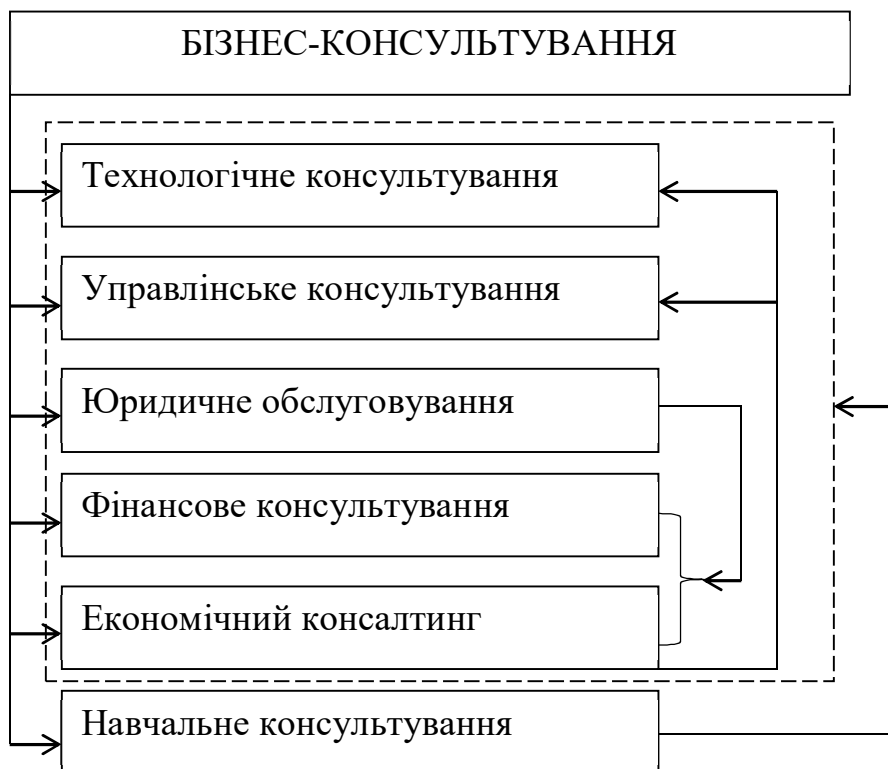 БІЗНЕС-КОНСУЛЬТУВАННЯ
Технологічне консультування
Управлінське консультування
Юридичне обслуговування
Фінансове консультування
Економічний консалтинг
Навчальне консультування